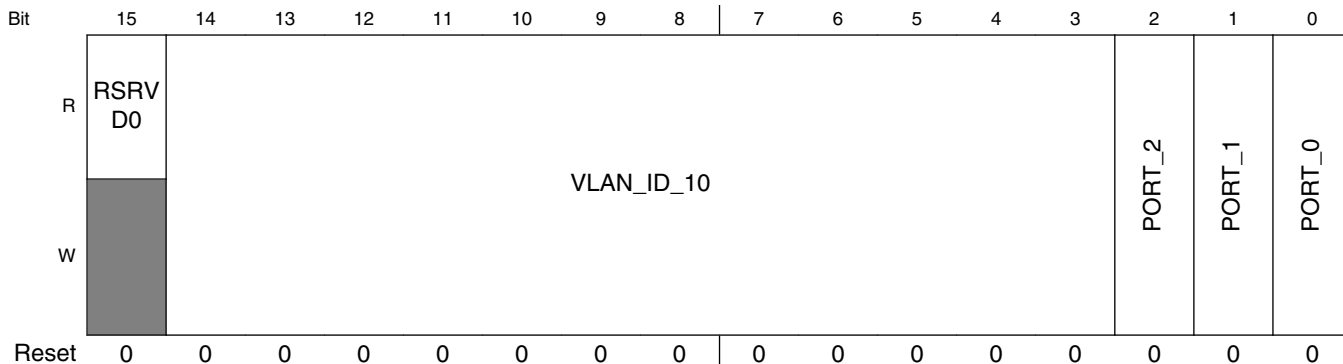 Bit 15 14 13 12 11 10 9 8 7 6 5 4 3 2 1 0
R
RSRV
D0
VLAN_ID_10
PORT_2
PORT_1
PORT_0
W
Reset 0 0 0 0 0 0 0 0 0 0 0 0 0 0 0 0